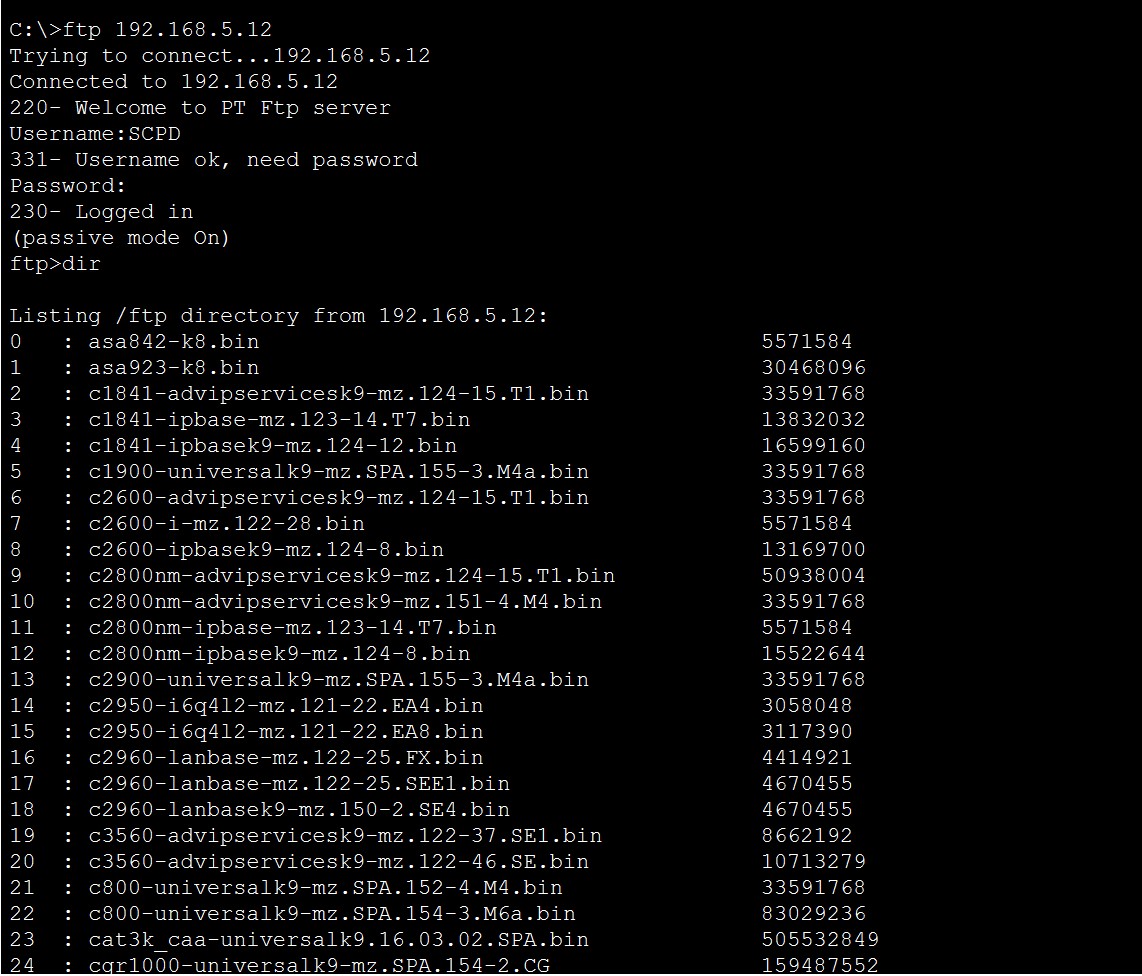 C:\>ftp 192.168.5.12
Trying to connect...192.168.5.12
Connected to 192.168.5.12
220- Welcome to PT Ftp server
Username:SCPD
331- Username ok, need password
Password:
230- Logged in
(passive mode On)
ftp>dir
Listing /ftp directory from 192.168.5.12:
0 : asa842-k8.bin 5571584
1 : asa923-k8.bin 30468096
2 : c1841-advipservicesk9-mz.124-15.T1.bin 33591768
3 : c1841-ipbase-mz.123-14.T7.bin 13832032
4 : c1841-ipbasek9-mz.124-12.bin 16599160
5 : c1900-universalk9-mz.SPA.155-3.M4a.bin 33591768
6 : c2600-advipservicesk9-mz.124-15.T1.bin 33591768
7 : c2600-i-mz.122-28.bin 5571584
8 : c2600-ipbasek9-mz.124-8.bin 13169700
9 : c2800nm-advipservicesk9-mz.124-15.T1.bin 50938004
10 : c2800nm-advipservicesk9-mz.151-4.M4.bin 33591768
11 : c2800nm-ipbase-mz.123-14.T7.bin 5571584
12 : c2800nm-ipbasek9-mz.124-8.bin 15522644
13 : c2900-universalk9-mz.SPA.155-3.M4a.bin 33591768
14 : c2950-i6q4l2-mz.121-22.EA4.bin 3058048
15 : c2950-i6q4l2-mz.121-22.EA8.bin 3117390
16 : c2960-lanbase-mz.122-25.FX.bin 4414921
17 : c2960-lanbase-mz.122-25.SEE1.bin 4670455
18 : c2960-lanbasek9-mz.150-2.SE4.bin 4670455
19 : c3560-advipservicesk9-mz.122-37.SE1.bin 8662192
20 : c3560-advipservicesk9-mz.122-46.SE.bin 10713279
21 : c800-universalk9-mz.SPA.152-4.M4.bin 33591768
22 : c800-universalk9-mz.SPA.154-3.M6a.bin 83029236
23 : cat3k_caa-universalk9.16.03.02.SPA.bin 505532849
24 : cgr1000-universalk9-mz.SPA.154-2.CG 159487552